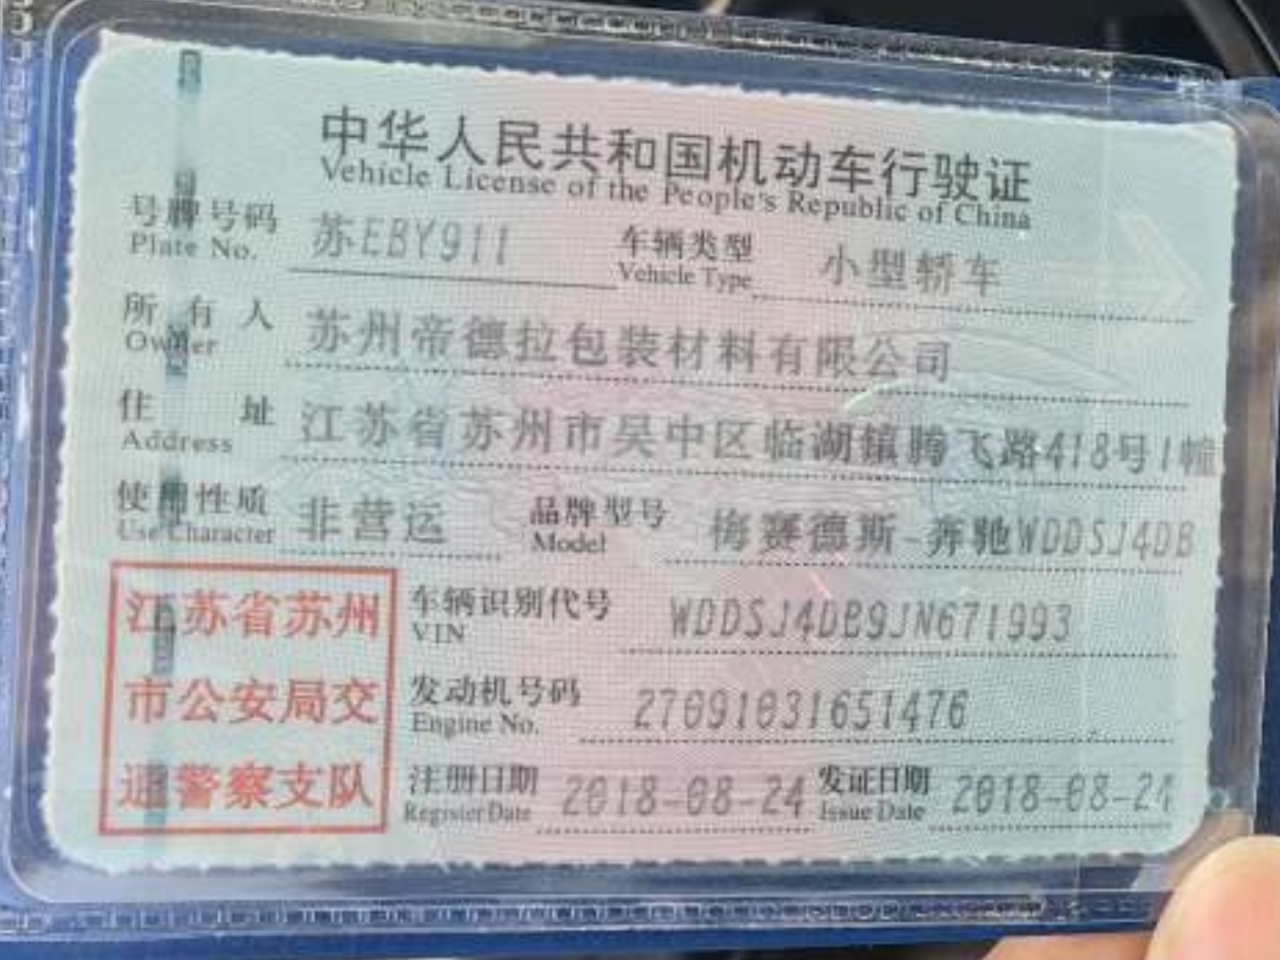 中华人民共和国机动车行驶证
Vehicle License of the People's Republic of China
号牌号码 苏EBY911 车辆类型 小型轿车
Plate No. Vehicle Type
所有人 苏州帝德拉包装材料有限公司
Owner
住址 江苏省苏州市吴中区临湖镇腾飞路418号1幢
Address
使用性质 非营运 品牌型号 梅赛德斯-奔驰WDDSJ4DB
Use Character Model
江苏省苏州
市公安局交
通警察支队
车辆识别代号 WDDSJ4DB9JN671993
VIN
发动机号码 27091031651476
Engine No.
注册日期 2018-08-24 发证日期 2018-08-24
Register Date Issue Date